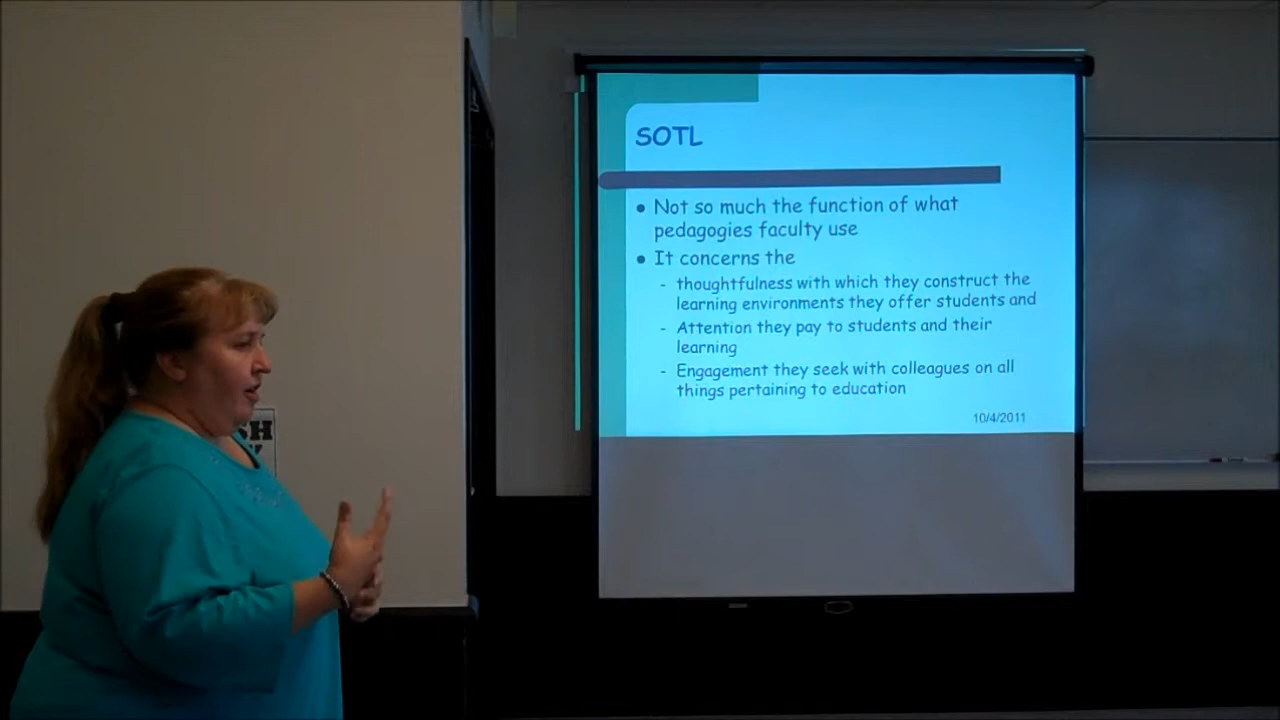 SOTL
● Not so much the function of what
pedagogies faculty use
● It concerns the
- thoughtfulness with which they construct the
learning environments they offer students and
- Attention they pay to students and their
learning
- Engagement they seek with colleagues on all
things pertaining to education
10/4/2011